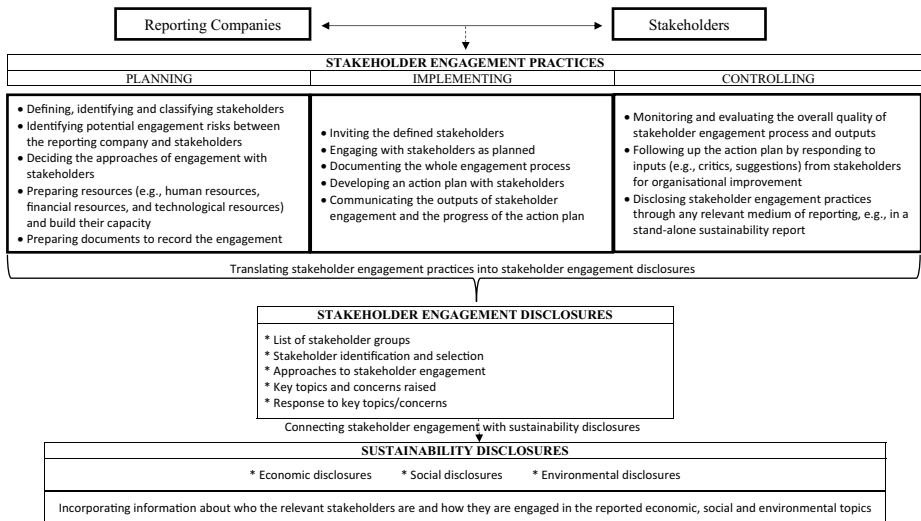 Reporting Companies
Stakeholders
STAKEHOLDER ENGAGEMENT PRACTICES
PLANNING
IMPLEMENTING
CONTROLLING
• Defining, identifying and classifying stakeholders
• Identifying potential engagement risks between
the reporting company and stakeholders
• Deciding the approaches of engagement with
stakeholders
• Preparing resources (e.g., human resources,
financial resources, and technological resources)
and build their capacity
• Preparing documents to record the engagement
• Inviting the defined stakeholders
• Engaging with stakeholders as planned
• Documenting the whole engagement process
• Developing an action plan with stakeholders
• Communicating the outputs of stakeholder
engagement and the progress of the action plan
• Monitoring and evaluating the overall quality of
stakeholder engagement process and outputs
• Following up the action plan by responding to
inputs (e.g., critics, suggestions) from stakeholders
for organisational improvement
• Disclosing stakeholder engagement practices
through any relevant medium of reporting, e.g., in a
stand-alone sustainability report
Translating stakeholder engagement practices into stakeholder engagement disclosures
STAKEHOLDER ENGAGEMENT DISCLOSURES
* List of stakeholder groups
* Stakeholder identification and selection
* Approaches to stakeholder engagement
* Key topics and concerns raised
* Response to key topics/concerns
Connecting stakeholder engagement with sustainability disclosures
SUSTAINABILITY DISCLOSURES
* Economic disclosures * Social disclosures * Environmental disclosures
Incorporating information about who the relevant stakeholders are and how they are engaged in the reported economic, social and environmental topics